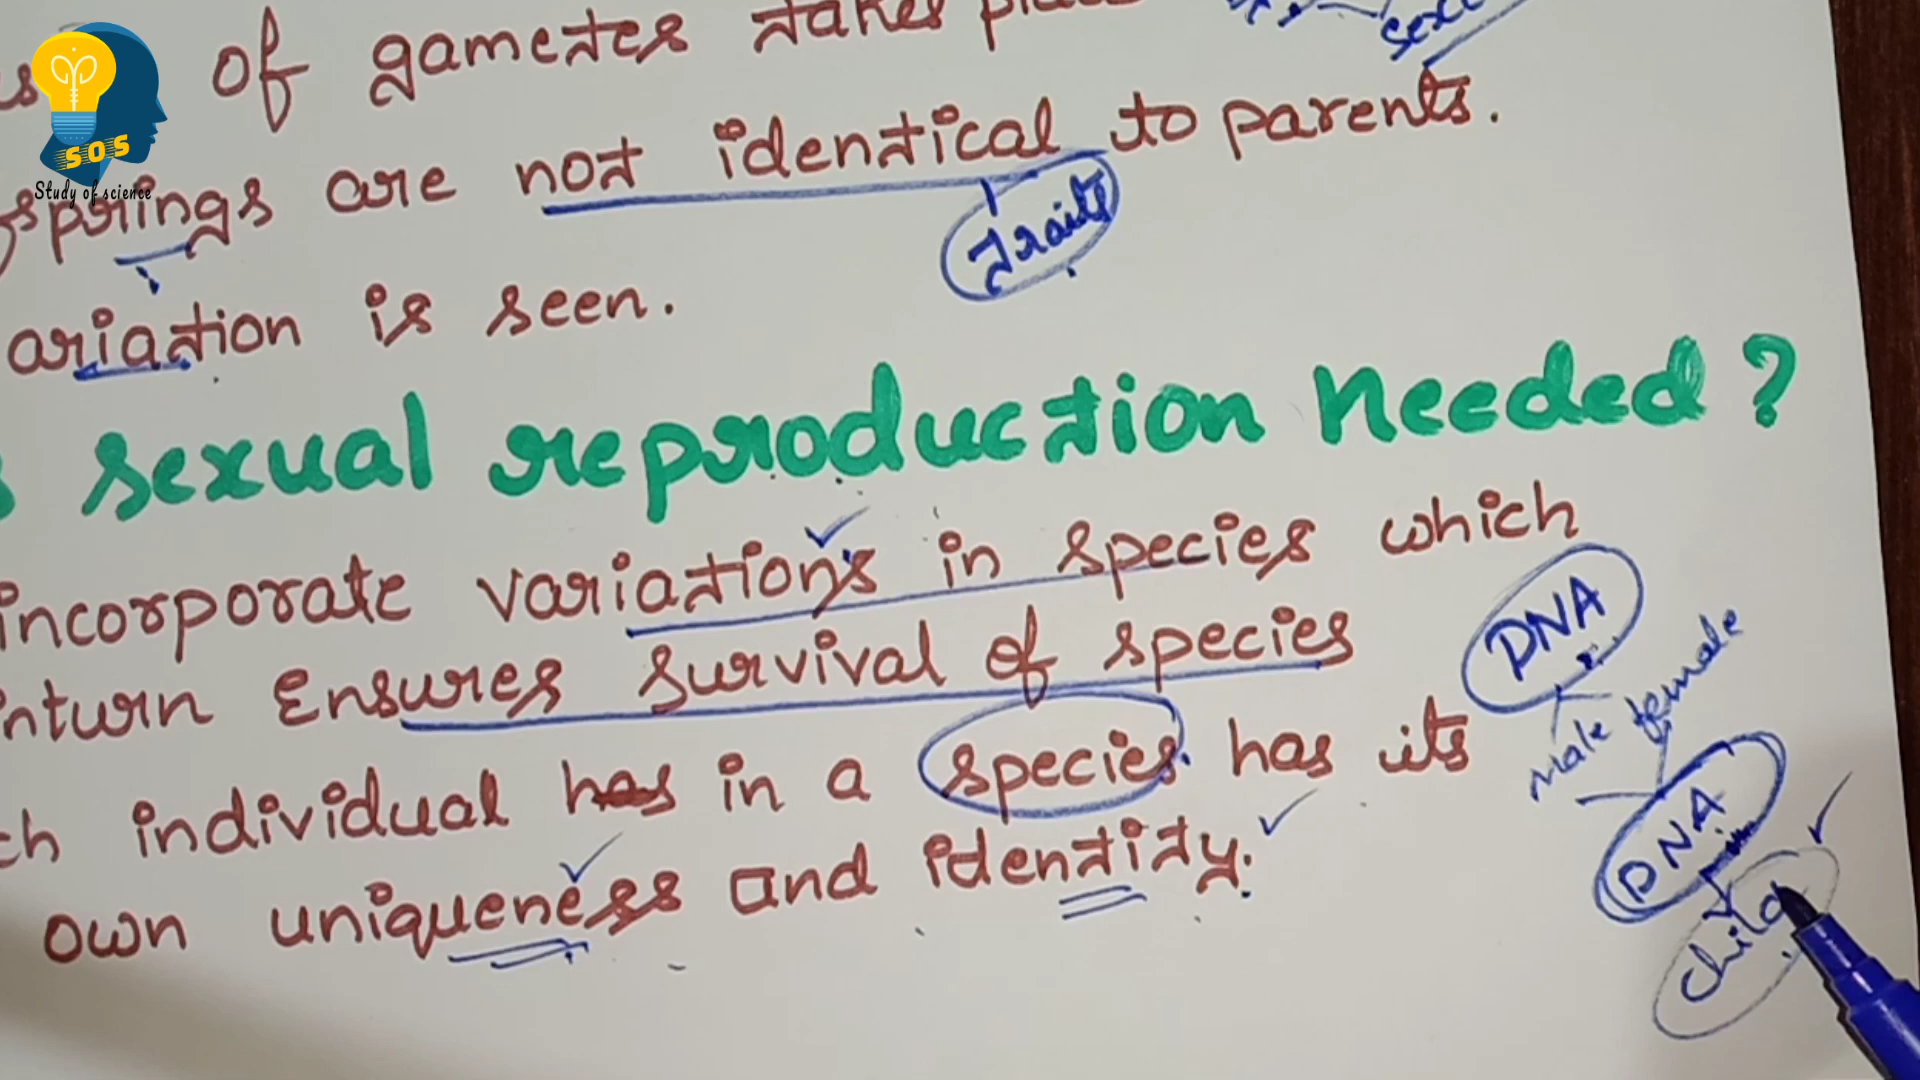 of gametes takes
SOS
Study of science
springs are not identical to parents.
traits
ariation is seen.
sexual reproduction needed?
incorporate variations in species which
DNA
inturn ensures survival of species
male female
ch individual has in a species has its
DNA
own uniqueness and identity.
child